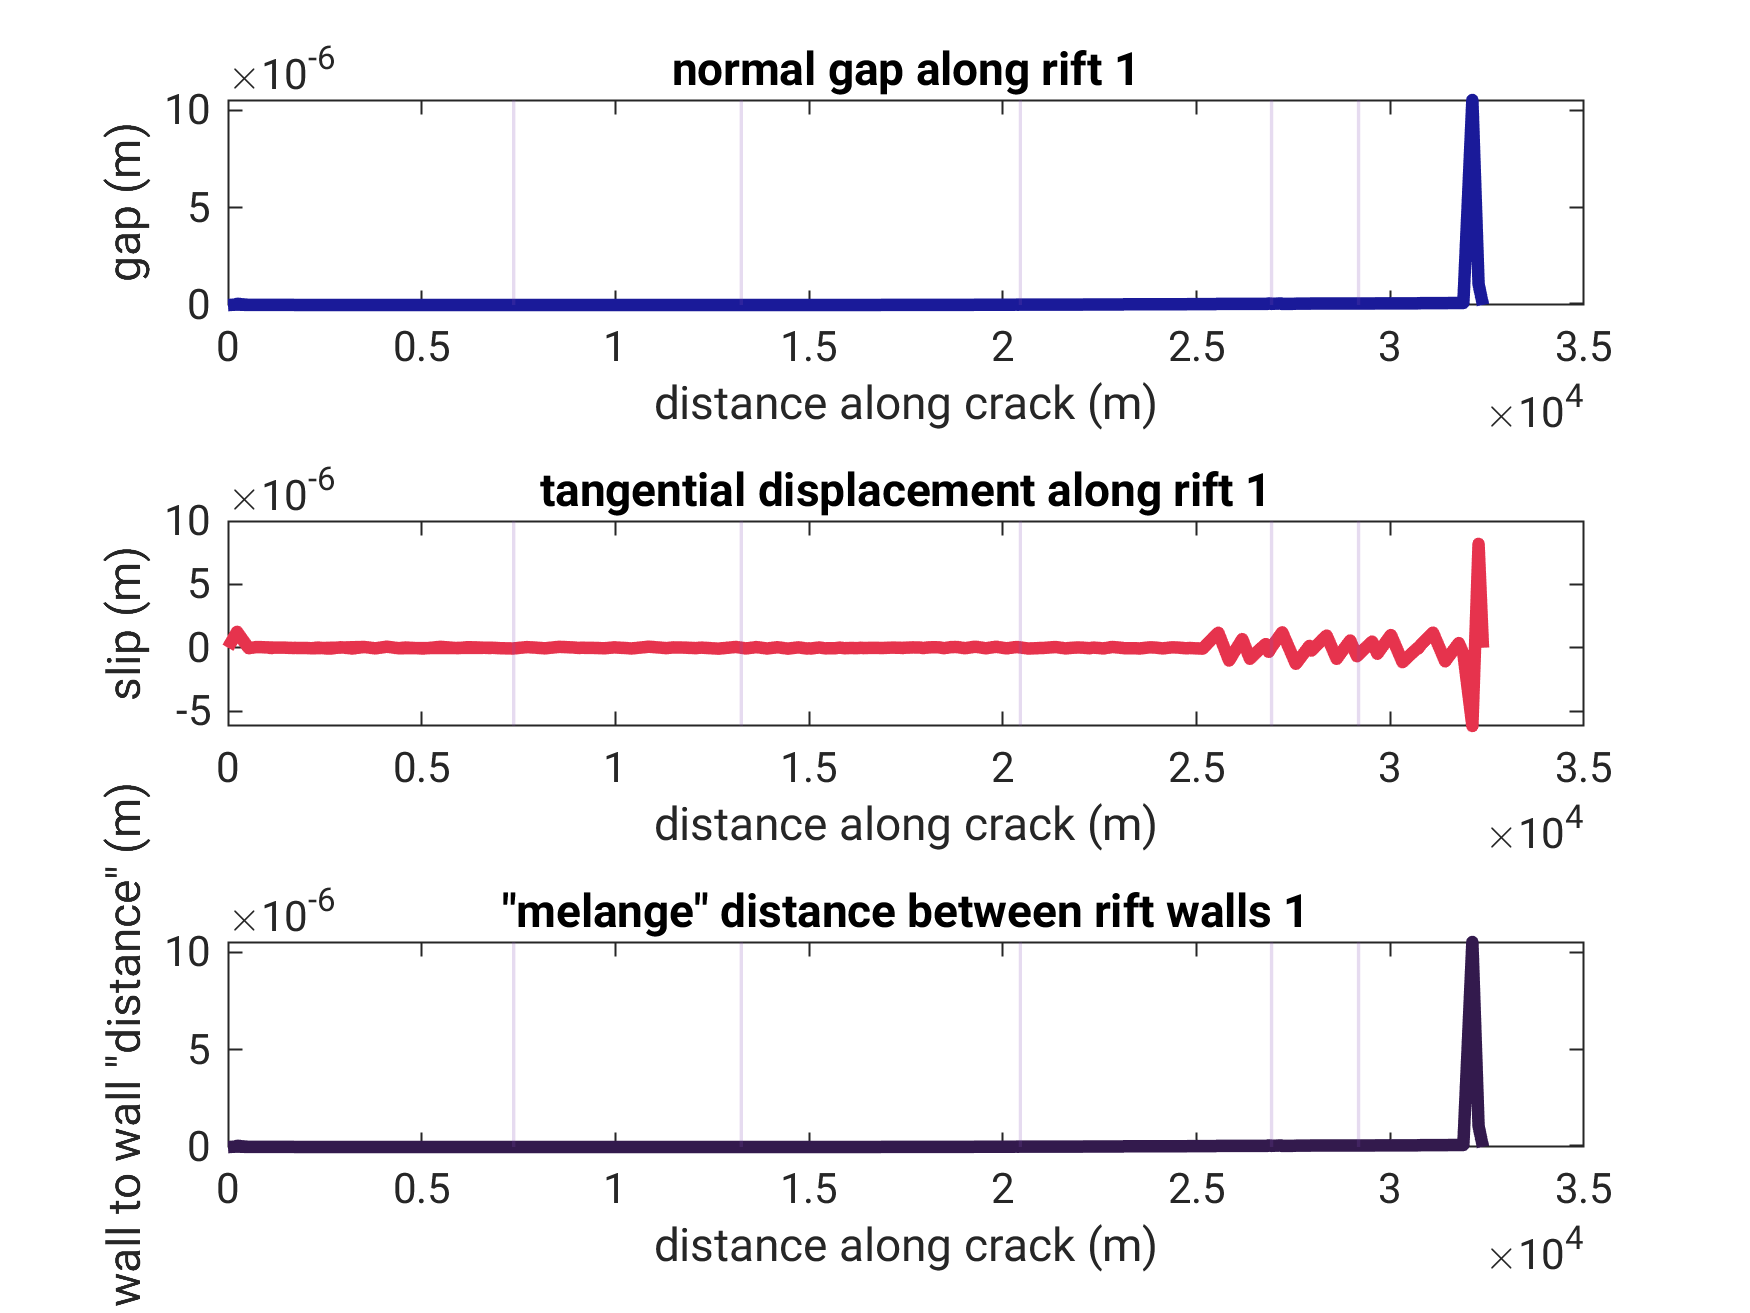 ×10-6
normal gap along rift 1
10
5
0
gap (m)
0 0.5 1 1.5 2 2.5 3 3.5
distance along crack (m)
×104
×10-6
tangential displacement along rift 1
10
5
0
-5
slip (m)
0 0.5 1 1.5 2 2.5 3 3.5
distance along crack (m)
×104
×10-6
"melange" distance between rift walls 1
10
5
0
wall to wall "distance" (m)
0 0.5 1 1.5 2 2.5 3 3.5
distance along crack (m)
×104